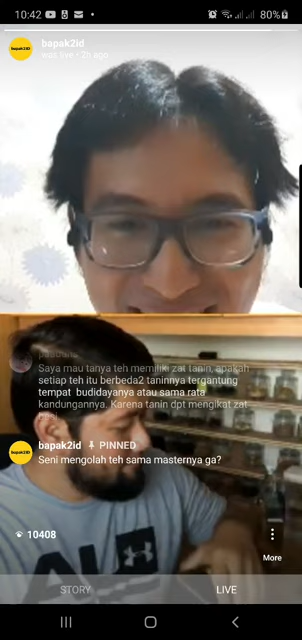 10:42
80%
bapak2id
bapak2id
was live • 2h ago
Saya mau tanya teh memiliki zat tanin, apakah
setiap teh itu berbeda2 taninnya tergantung
tempat budidayanya atau sama rata
kandungannya. Karena tanin dpt mengikat zat
bapak2id
bapak2id PINNED
Seni mengolah teh sama masternya ga?
10408
More
STORY
LIVE